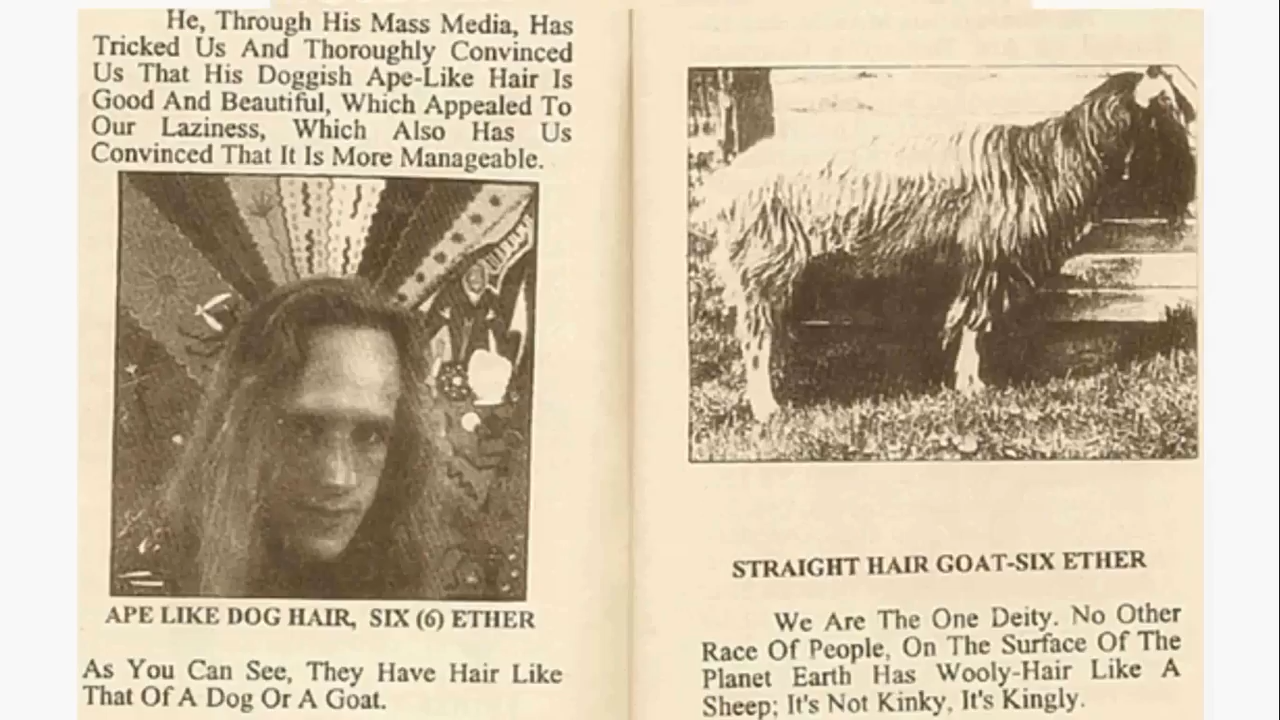 He, Through His Mass Media, Has
Tricked Us And Thoroughly Convinced
Us That His Doggish Ape-Like Hair Is
Good And Beautiful, Which Appealed To
Our Laziness, Which Also Has Us
Convinced That It Is More Manageable.
APE LIKE DOG HAIR, SIX (6) ETHER
As You Can See, They Have Hair Like
That Of A Dog Or A Goat.
STRAIGHT HAIR GOAT-SIX ETHER
We Are The One Deity. No Other
Race Of People, On The Surface Of The
Planet Earth Has Wooly-Hair Like A
Sheep; It's Not Kinky, It's Kingly.